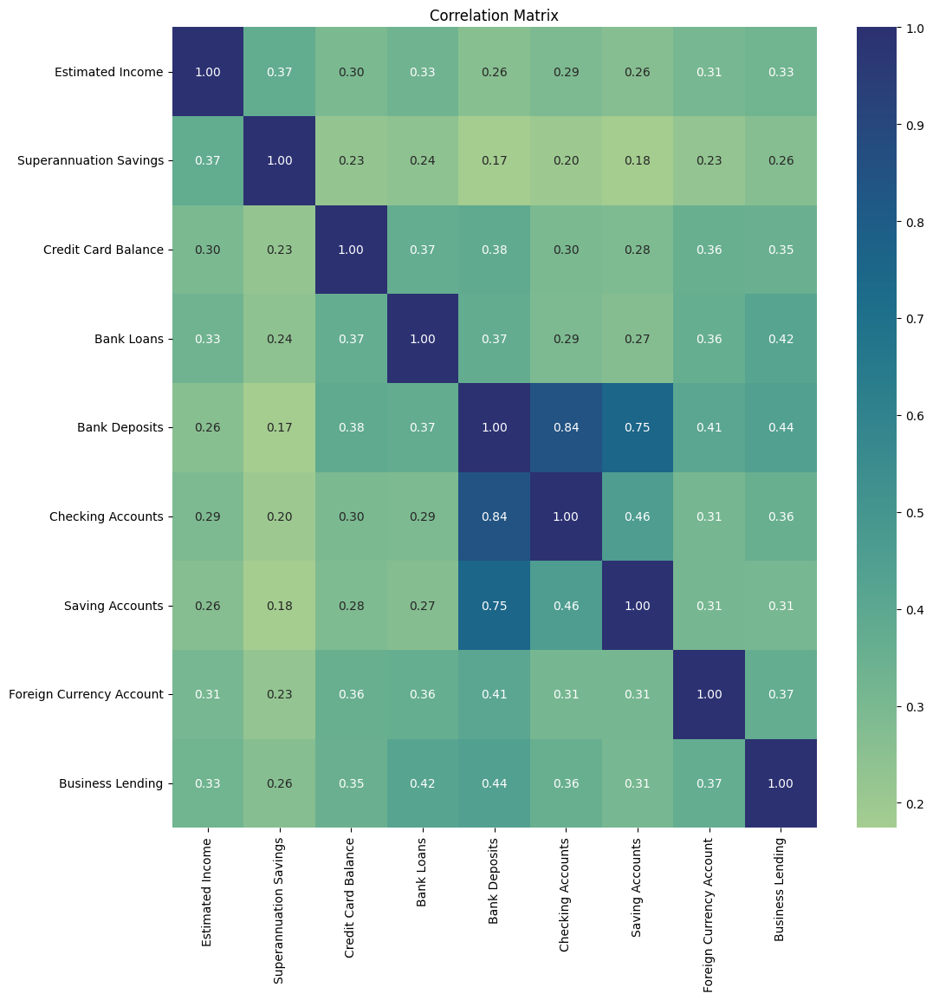 Correlation Matrix
Estimated Income 1.00 0.37 0.30 0.33 0.26 0.29 0.26 0.31 0.33
Superannuation Savings 0.37 1.00 0.23 0.24 0.17 0.20 0.18 0.23 0.26
Credit Card Balance 0.30 0.23 1.00 0.37 0.38 0.30 0.28 0.36 0.35
Bank Loans 0.33 0.24 0.37 1.00 0.37 0.29 0.27 0.36 0.42
Bank Deposits 0.26 0.17 0.38 0.37 1.00 0.84 0.75 0.41 0.44
Checking Accounts 0.29 0.20 0.30 0.29 0.84 1.00 0.46 0.31 0.36
Saving Accounts 0.26 0.18 0.28 0.27 0.75 0.46 1.00 0.31 0.31
Foreign Currency Account 0.31 0.23 0.36 0.36 0.41 0.31 0.31 1.00 0.37
Business Lending 0.33 0.26 0.35 0.42 0.44 0.36 0.31 0.37 1.00
Estimated Income
Superannuation Savings
Credit Card Balance
Bank Loans
Bank Deposits
Checking Accounts
Saving Accounts
Foreign Currency Account
Business Lending
1.0
0.9
0.8
0.7
0.6
0.5
0.4
0.3
0.2